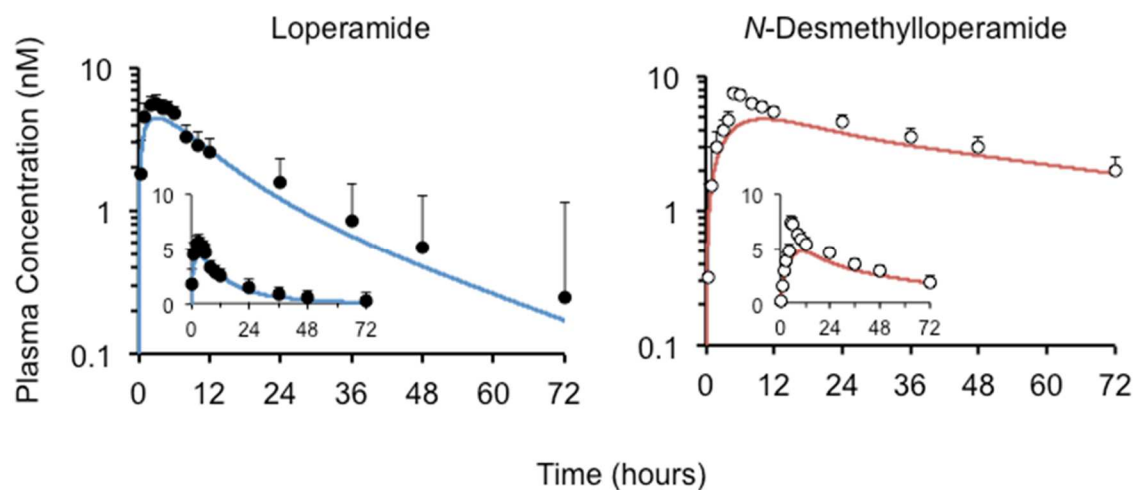 Loperamide
N-Desmethylloperamide
Plasma Concentration (nM)
10
1
0.1
0 12 24 36 48 60 72
10
5
0
0 24 48 72
10
1
0.1
0 12 24 36 48 60 72
10
5
0
0 24 48 72
Time (hours)